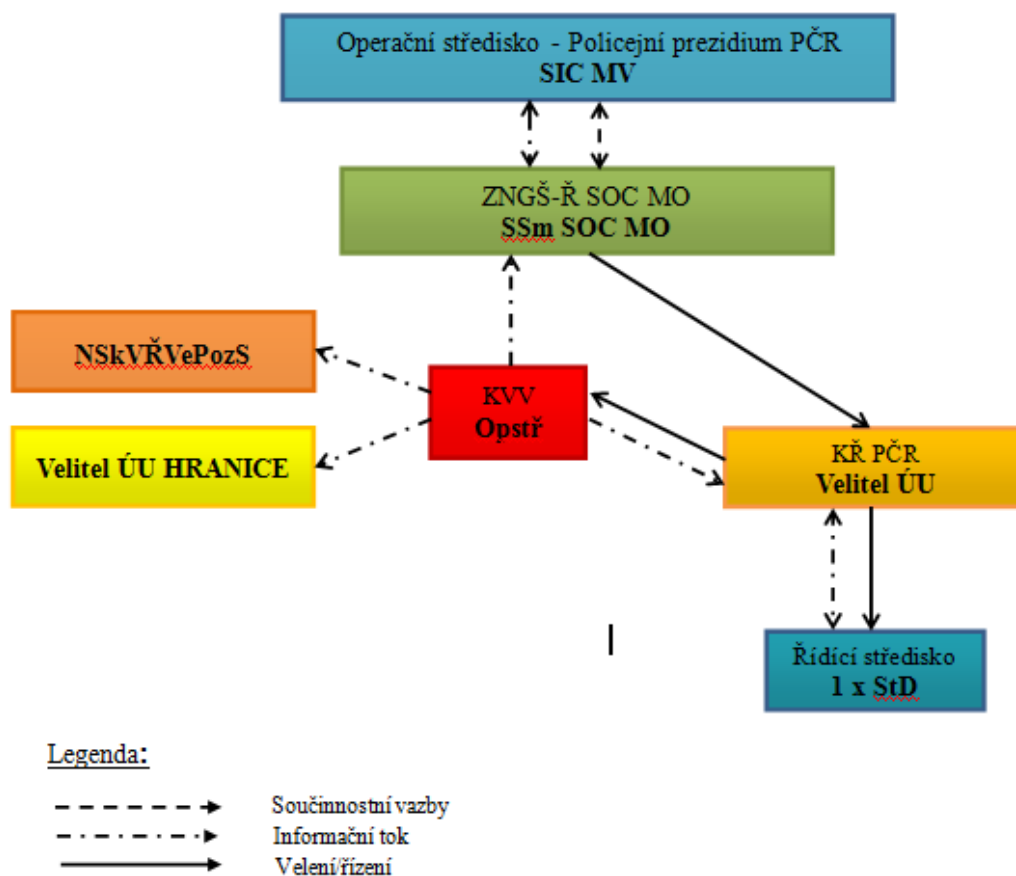 Operační středisko - Policejní prezidium PČR
SIC MV
ZNGŠ-Ř SOC MO
SSm SOC MO
NSkVŘVePozS
KVV
Opstř
Velitel ÚU HRANICE
KŘ PČR
Velitel ÚU
Řídící středisko
1 x StD
Legenda:
Součinnostní vazby
Informační tok
Velení/řízení